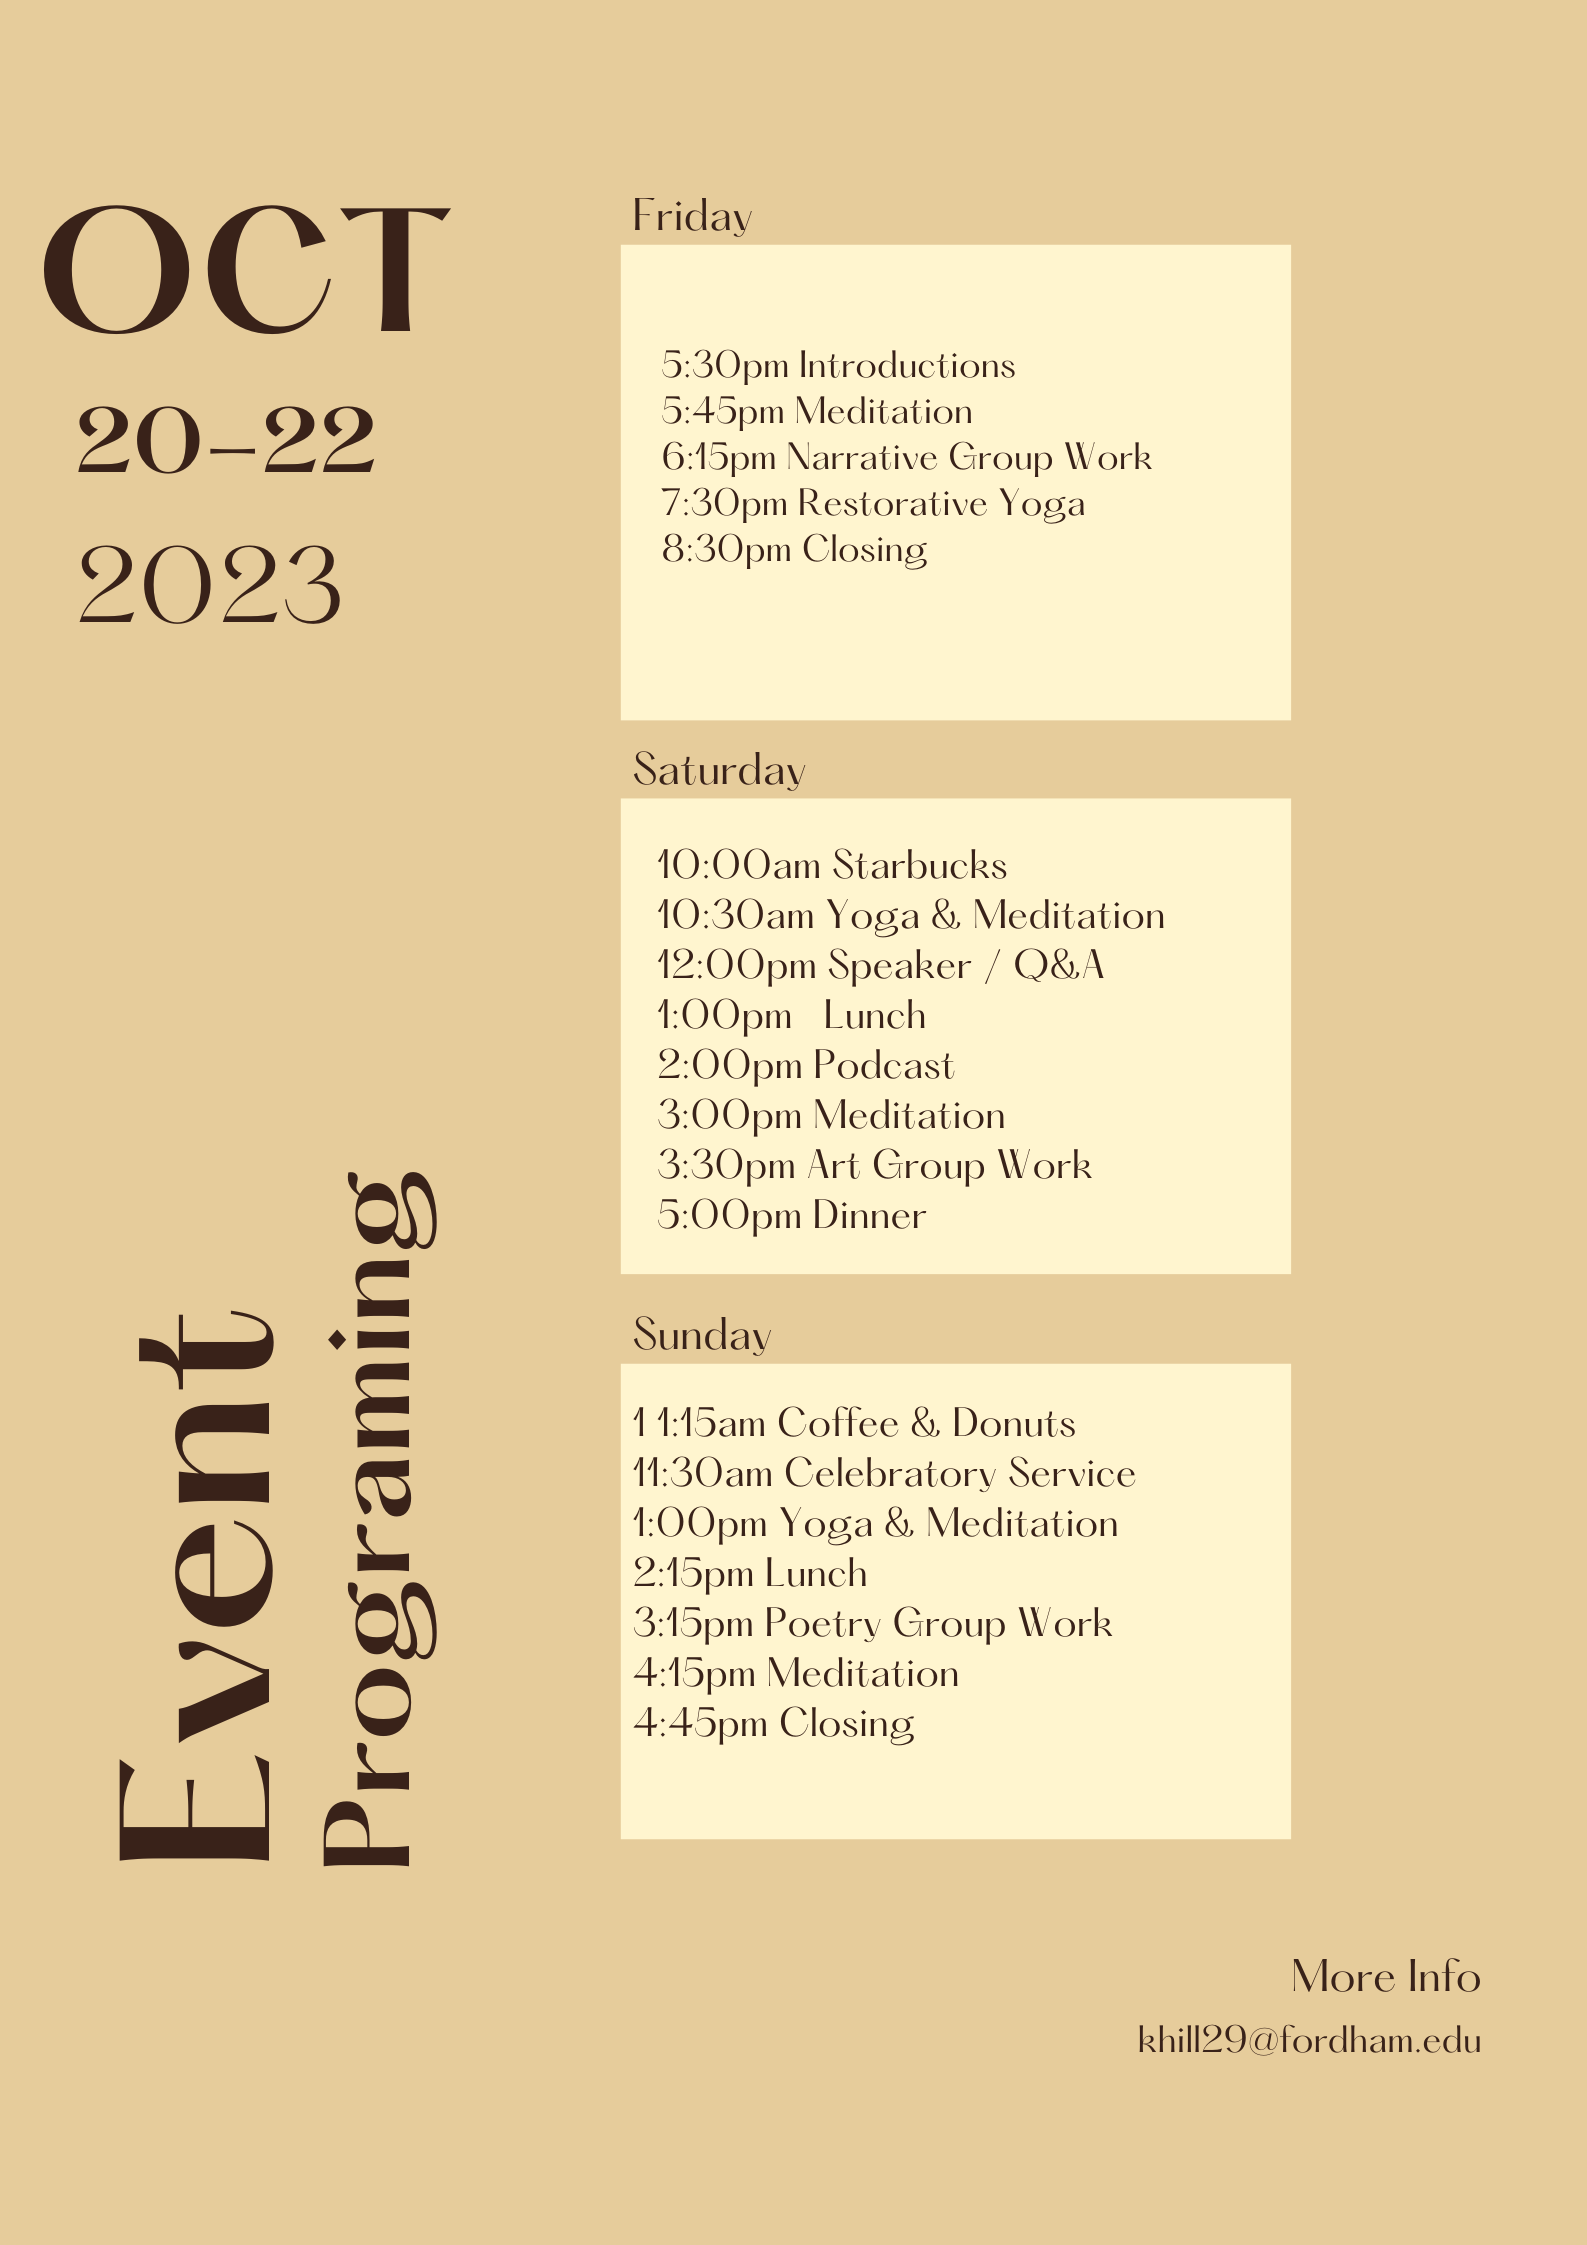 OCT
20-22
2023
Event
Programing
Friday
5:30pm Introductions
5:45pm Meditation
6:15pm Narrative Group Work
7:30pm Restorative Yoga
8:30pm Closing
Saturday
10:00am Starbucks
10:30am Yoga & Meditation
12:00pm Speaker / Q&A
1:00pm   Lunch
2:00pm Podcast
3:00pm Meditation
3:30pm Art Group Work
5:00pm Dinner
Sunday
1 1:15am Coffee & Donuts
11:30am Celebratory Service
1:00pm Yoga & Meditation
2:15pm Lunch
3:15pm Poetry Group Work
4:15pm Meditation
4:45pm Closing
More Info
khill29@fordham.edu